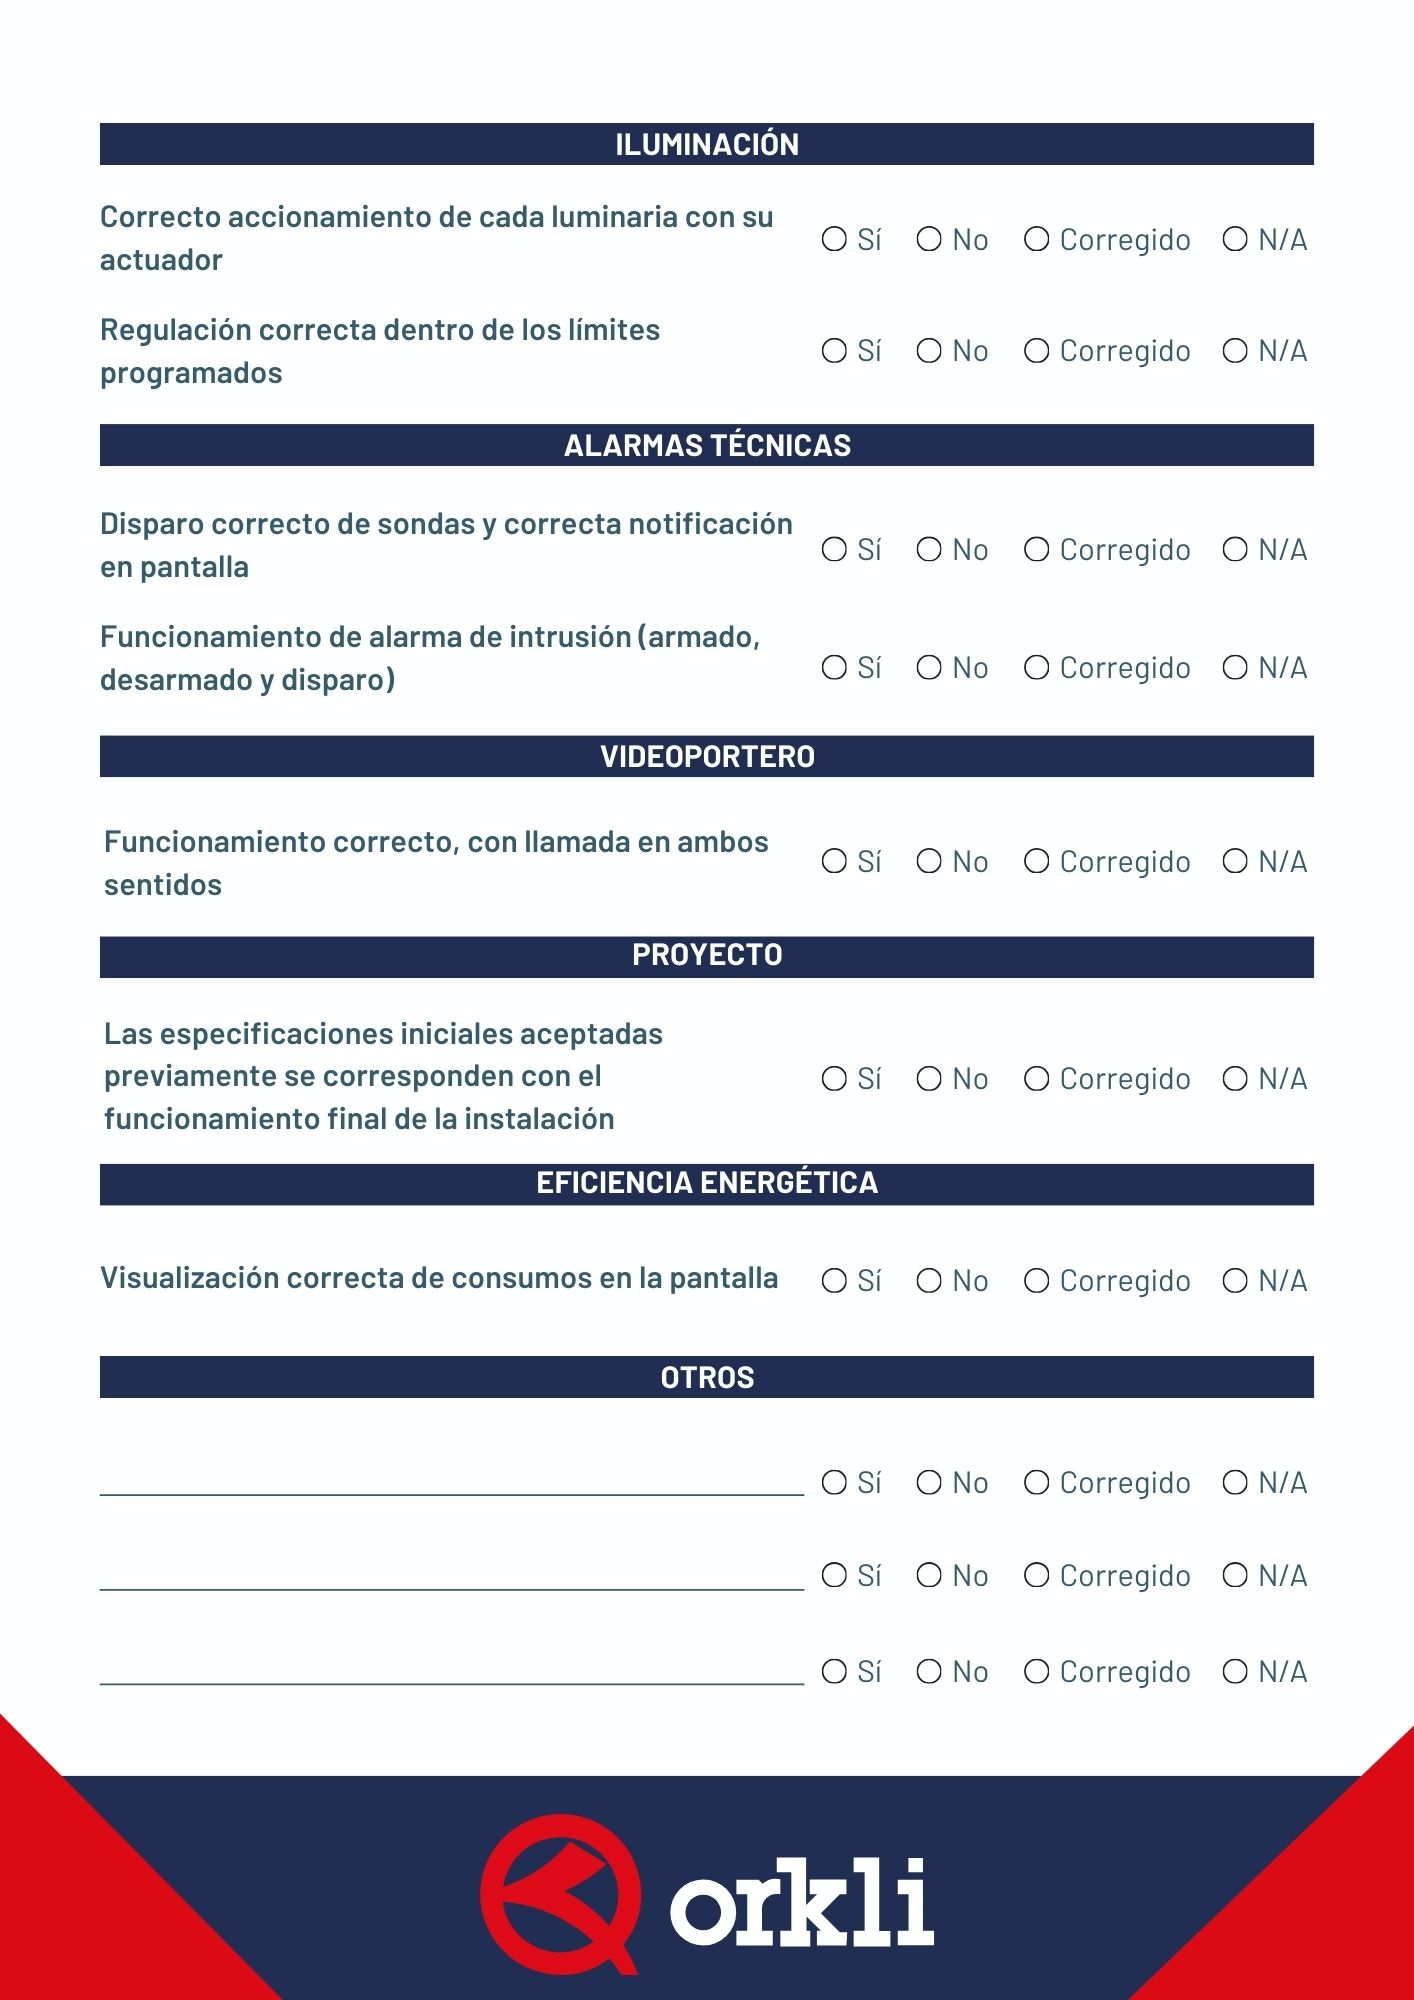 ILUMINACIÓN
Correcto accionamiento de cada luminaria con su
actuador
Sí No Corregido N/A
Regulación correcta dentro de los límites
programados
Sí No Corregido N/A
ALARMAS TÉCNICAS
Disparo correcto de sondas y correcta notificación
en pantalla
Sí No Corregido N/A
Funcionamiento de alarma de intrusión (armado,
desarmado y disparo)
Sí No Corregido N/A
VIDEOPORTERO
Funcionamiento correcto, con llamada en ambos
sentidos
Sí No Corregido N/A
PROYECTO
Las especificaciones iniciales aceptadas
previamente se corresponden con el
funcionamiento final de la instalación
Sí No Corregido N/A
EFICIENCIA ENERGÉTICA
Visualización correcta de consumos en la pantalla
Sí No Corregido N/A
OTROS
Sí No Corregido N/A
Sí No Corregido N/A
Sí No Corregido N/A
orkli